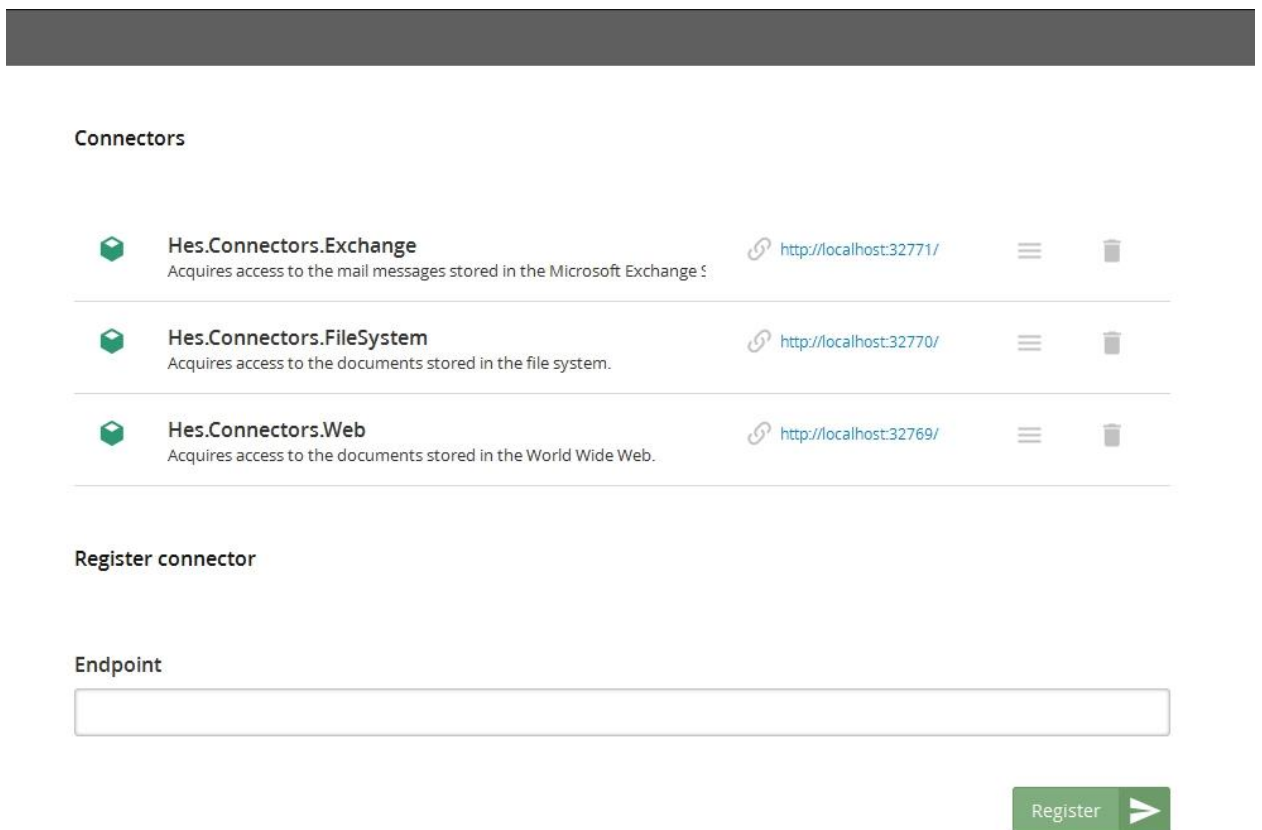 Connectors
Hes.Connectors.Exchange
Acquires access to the mail messages stored in the Microsoft Exchange
http://localhost:32771/
Hes.Connectors.FileSystem
Acquires access to the documents stored in the file system.
http://localhost:32770/
Hes.Connectors.Web
Acquires access to the documents stored in the World Wide Web.
http://localhost:32769/
Register connector
Endpoint
Register